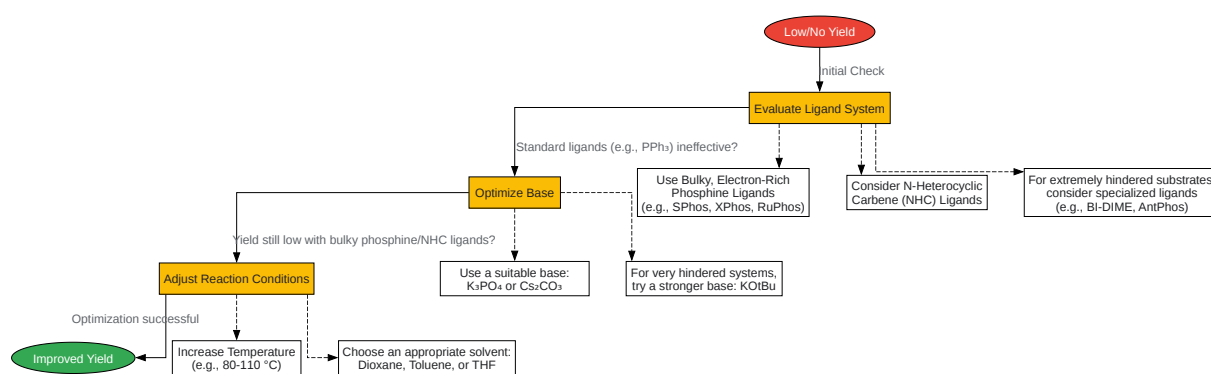 Low/No Yield
nitial Check
Evaluate Ligand System
Standard ligands (e.g., PPh₃) ineffective?
Use Bulky, Electron-Rich
Phosphine Ligands
(e.g., SPhos, XPhos, RuPhos)
Consider N-Heterocyclic
Carbene (NHC) Ligands
For extremely hindered substrates
consider specialized ligands
(e.g., BI-DIME, AntPhos)
Optimize Base
Yield still low with bulky phosphine/NHC ligands?
Use a suitable base:
K₃PO₄ or Cs₂CO₃
For very hindered systems,
try a stronger base: KOtBu
Adjust Reaction Conditions
Optimization successful
Improved Yield
Increase Temperature
(e.g., 80-110 °C)
Choose an appropriate solvent:
Dioxane, Toluene, or THF